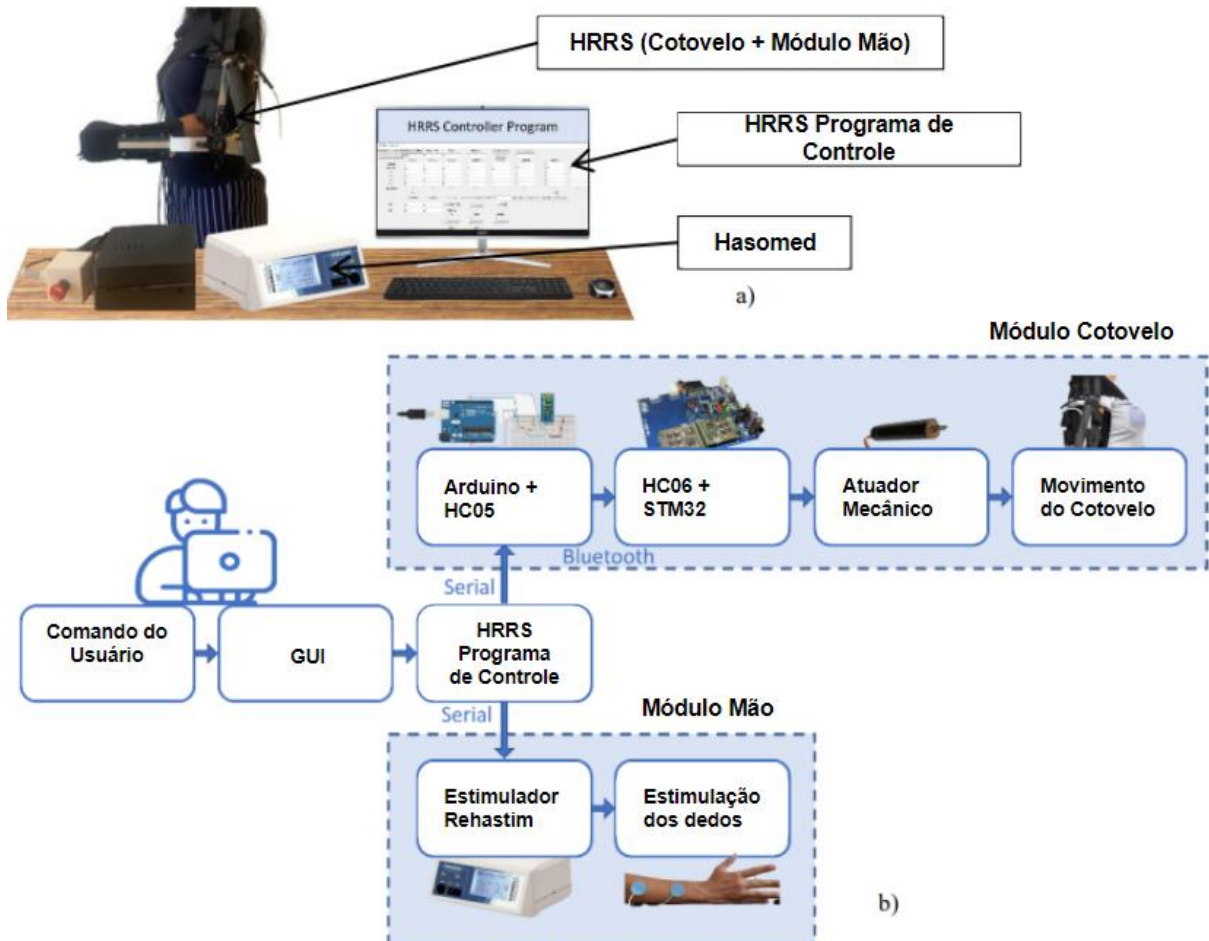 HRRS (Cotovelo + Módulo Mão)
HRRS Controller Program
HRRS Programa de
Controle
Hasomed
a)
Módulo Cotovelo
Arduino +
HC05
HC06 +
STM32
Atuador
Mecânico
Movimento
do Cotovelo
Bluetooth
Serial
Comando do
Usuário
GUI
HRRS
Programa
de Controle
Serial
Módulo Mão
Estimulador
Rehastim
Estimulação
dos dedos
b)